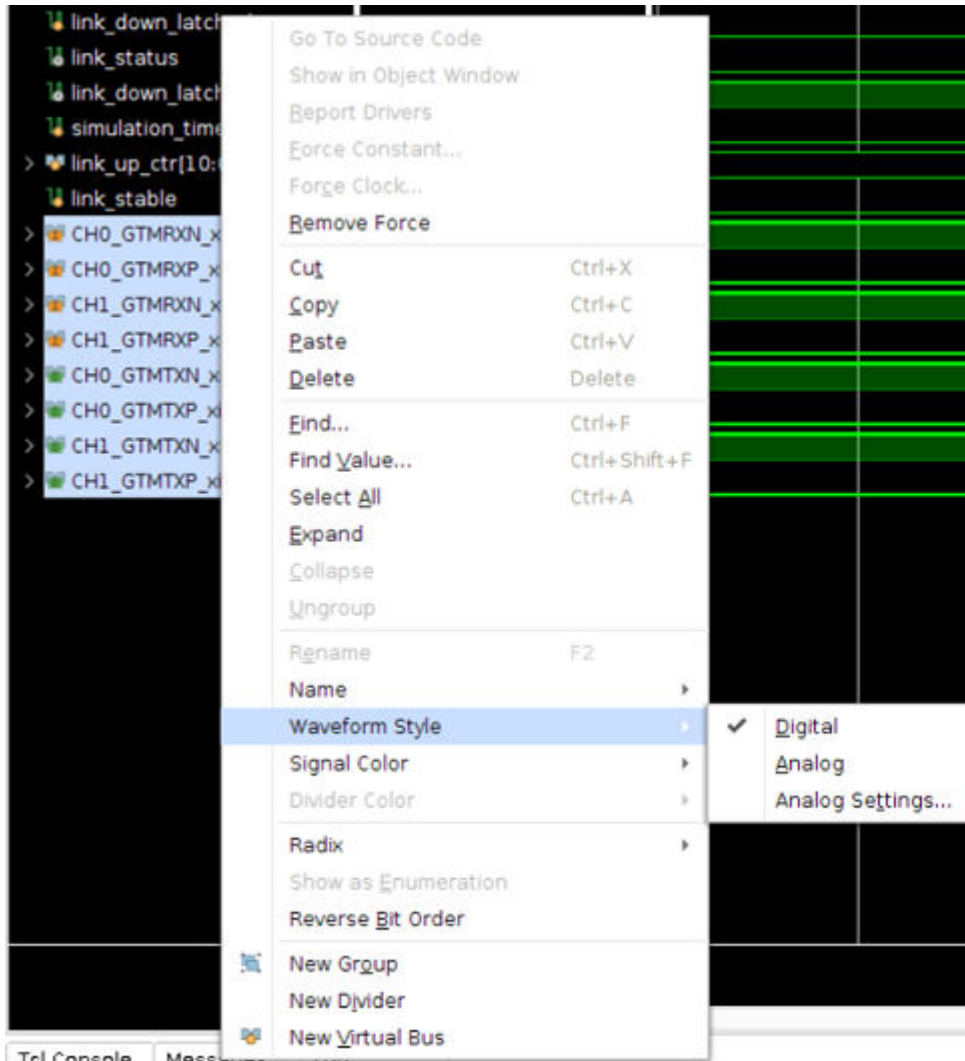 link_down_latch
link_status
link_down_latch
simulation_time
link_up_ctr[10:
link_stable
CH0_GTMRXN_x
CH0_GTMRXP_x
CH1_GTMRXN_x
CH1_GTMRXP_x
CH0_GTMTXN_x
CH0_GTMTXP_xi
CH1_GTMTXN_x
CH1_GTMTXP_xi
Go To Source Code
Show in Object Window
Report Drivers
Force Constant...
Force Clock...
Remove Force
Cut Ctrl+X
Copy Ctrl+C
Paste Ctrl+V
Delete Delete
Find... Ctrl+F
Find Value... Ctrl+Shift+F
Select All Ctrl+A
Expand
Collapse
Ungroup
Rename F2
Name
Waveform Style
Signal Color
Divider Color
Radix
Show as Enumeration
Reverse Bit Order
New Group
New Divider
New Virtual Bus
Digital
Analog
Analog Settings...
Tcl Console